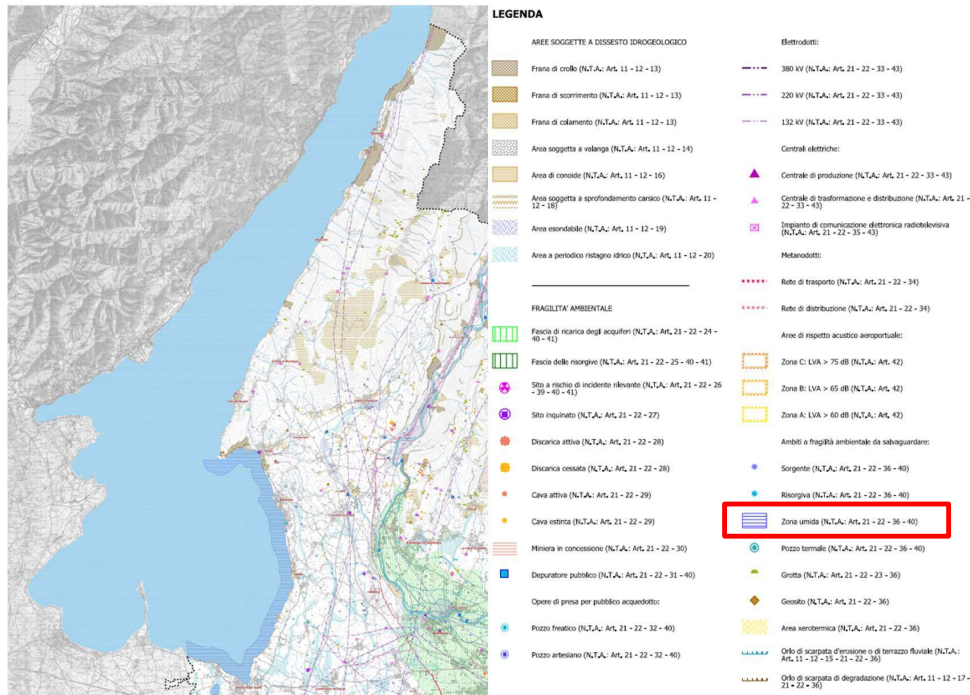 LEGENDA
AREE SOGGETTE A DISSESTO IDROGEOLOGICO
Frana di crollo (N.T.A.: Art. 11 - 12 - 13)
Frana di scorrimento (N.T.A.: Art. 11 - 12 - 13)
Frana di colamento (N.T.A.: Art. 11 - 12 - 13)
Area soggetta a valanga (N.T.A.: Art. 11 - 12 - 14)
Area di conoide (N.T.A.: Art. 11 - 12 - 16)
Area soggetta a sprofondamento carsico (N.T.A.: Art. 11 -
12 - 18)
Area esondabile (N.T.A.: Art. 11 - 12 - 19)
Area a periodico ristagno idrico (N.T.A.: Art. 11 - 12 - 20)
FRAGILITA' AMBIENTALE
Fascia di ricarica degli acquiferi (N.T.A.: Art. 21 - 22 - 24 -
40 - 41)
Fascia delle risorgive (N.T.A.: Art. 21 - 22 - 25 - 40 - 41)
Sito a rischio di incidente rilevante (N.T.A.: Art. 21 - 22 - 26
- 39 - 40 - 41)
Sito inquinato (N.T.A.: Art. 21 - 22 - 27)
Discarica attiva (N.T.A.: Art. 21 - 22 - 28)
Discarica cessata (N.T.A.: Art. 21 - 22 - 28)
Cava attiva (N.T.A.: Art. 21 - 22 - 29)
Cava estinta (N.T.A.: Art. 21 - 22 - 29)
Miniera in concessione (N.T.A.: Art. 21 - 22 - 30)
Depuratore pubblico (N.T.A.: Art. 21 - 22 - 31 - 40)
Opere di presa per pubblico acquedotto:
Pozzo freatico (N.T.A.: Art. 21 - 22 - 32 - 40)
Pozzo artesiano (N.T.A.: Art. 21 - 22 - 32 - 40)
Elettrodotti:
380 kV (N.T.A.: Art. 21 - 22 - 33 - 43)
220 kV (N.T.A.: Art. 21 - 22 - 33 - 43)
132 kV (N.T.A.: Art. 21 - 22 - 33 - 43)
Centrali elettriche:
Centrale di produzione (N.T.A.: Art. 21 - 22 - 33 - 43)
Centrale di trasformazione e distribuzione (N.T.A.: Art. 21 -
22 - 33 - 43)
Impianto di comunicazione elettronica radiotelevisiva
(N.T.A.: Art. 21 - 22 - 35 - 43)
Metanodotti:
Rete di trasporto (N.T.A.: Art. 21 - 22 - 34)
Rete di distribuzione (N.T.A.: Art. 21 - 22 - 34)
Aree di rispetto acustico aeroportuale:
Zona C: LVA > 75 dB (N.T.A.: Art. 42)
Zona B: LVA > 65 dB (N.T.A.: Art. 42)
Zona A: LVA > 60 dB (N.T.A.: Art. 42)
Ambiti a fragilità ambientale da salvaguardare:
Sorgente (N.T.A.: Art. 21 - 22 - 36 - 40)
Risorgiva (N.T.A.: Art. 21 - 22 - 36 - 40)
Zona umida (N.T.A.: Art. 21 - 22 - 36 - 40)
Pozzo termale (N.T.A.: Art. 21 - 22 - 36 - 40)
Grotta (N.T.A.: Art. 21 - 22 - 23 - 36)
Geosito (N.T.A.: Art. 21 - 22 - 36)
Area xerotermica (N.T.A.: Art. 21 - 22 - 36)
Orlo di scarpata d'erosione o di terrazzo fluviale (N.T.A.:
Art. 11 - 12 - 15 - 21 - 22 - 36)
Orlo di scarpata di degradazione (N.T.A.: Art. 11 - 12 - 17 -
21 - 22 - 36)